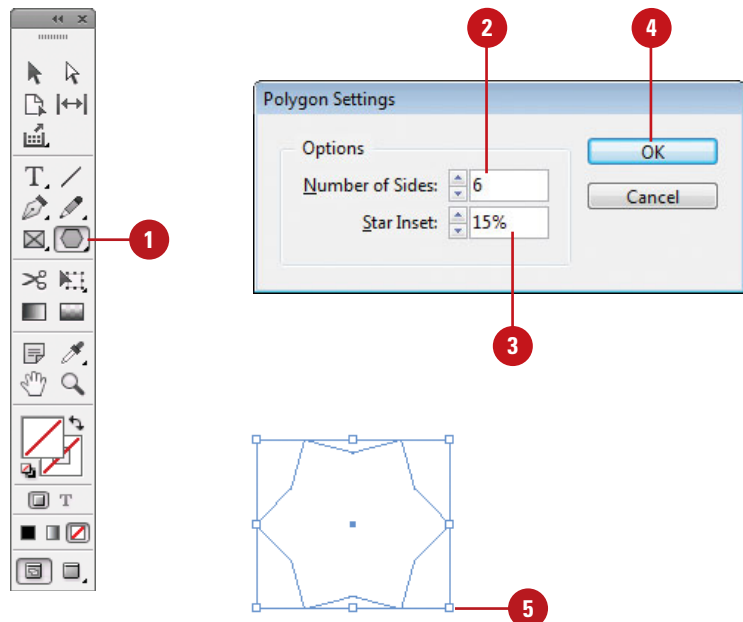 2
4
Polygon Settings
Options
Number of Sides: 6
Star Inset: 15%
OK
Cancel
1
3
T
T
5